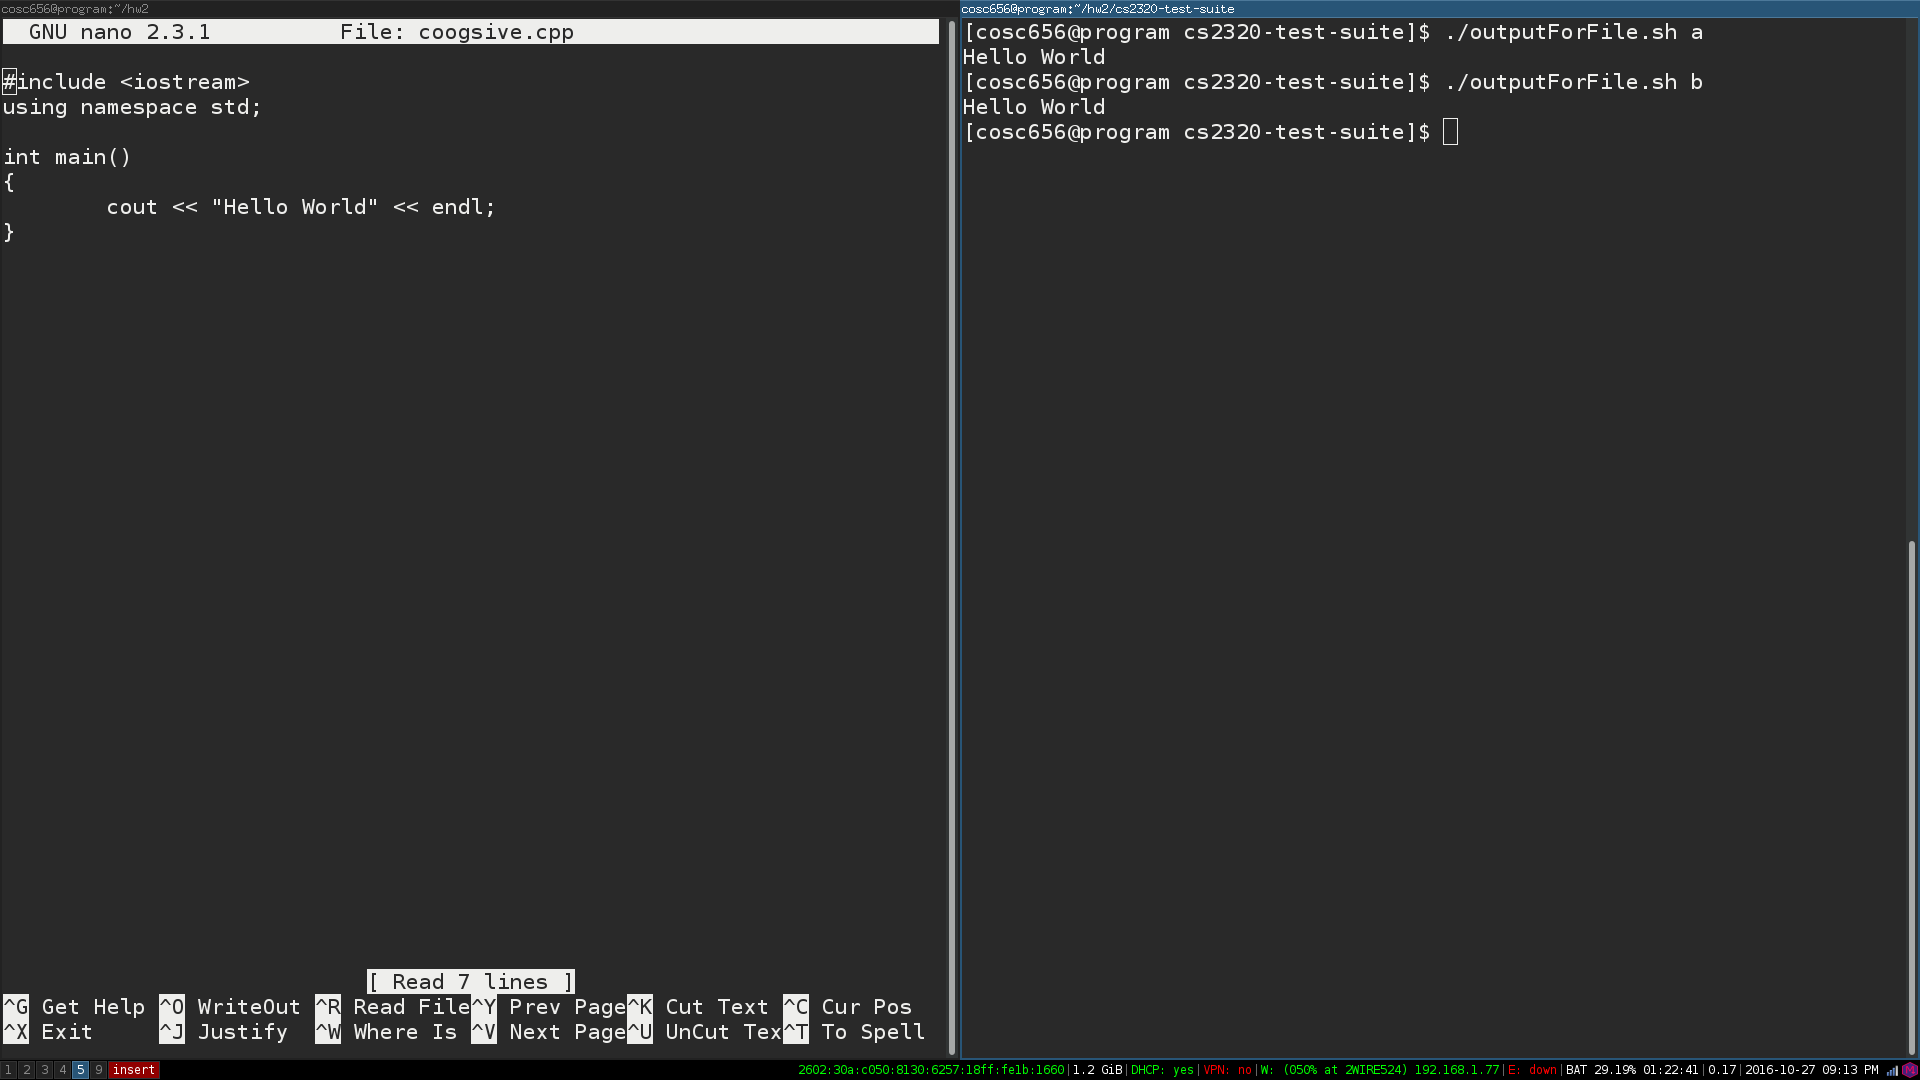 cosc656@program:~/hw2
GNU nano 2.3.1 File: coogsive.cpp
#include <iostream>
using namespace std;
int main()
{
cout << "Hello World" << endl;
}
[ Read 7 lines ]
^G Get Help ^O WriteOut ^R Read File ^Y Prev Page ^K Cut Text ^C Cur Pos
^X Exit ^J Justify ^W Where Is ^V Next Page ^U UnCut Tex ^T To Spell
cosc656@program:~/hw2/cs2320-test-suite
[cosc656@program cs2320-test-suite]$ ./outputForFile.sh a
Hello World
[cosc656@program cs2320-test-suite]$ ./outputForFile.sh b
Hello World
[cosc656@program cs2320-test-suite]$
1 2 3 4 5 9 insert
2602:30a:c050:8130:6257:18ff:fe1b:1660|1.2 GiB|DHCP: yes|VPN: no|W: (050% at 2WIRE524) 192.168.1.77|E: down|BAT 29.19% 01:22:41|0.17|2016-10-27 09:13 PM